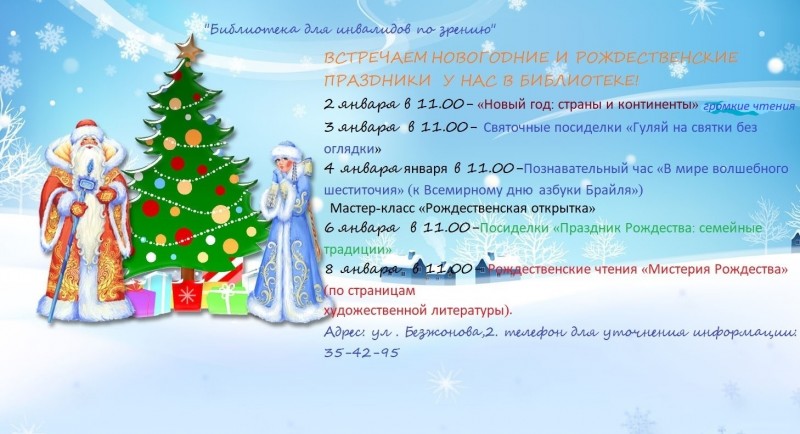 "Библиотека для инвалидов по зрению"
ВСТРЕЧАЕМ НОВОГОДНИЕ И РОЖДЕСТВЕНСКИЕ
ПРАЗДНИКИ У НАС В БИБЛИОТЕКЕ!
2 января в 11.00- «Новый год: страны и континенты» громкие чтения
3 января в 11.00- Святочные посиделки «Гуляй на святки без
оглядки»
4 января января в 11.00-Познавательный час «В мире волшебного
шеститочия» (к Всемирному дню азбуки Брайля»)
Мастер-класс «Рождественская открытка»
6 января в 11.00-Посиделки «Праздник Рождества: семейные
традиции»
8 января в 11.00- Рождественские чтения «Мистерия Рождества»
(по страницам
художественной литературы).
Адрес: ул . Безжонова,2. телефон для уточнения информации:
35-42-95